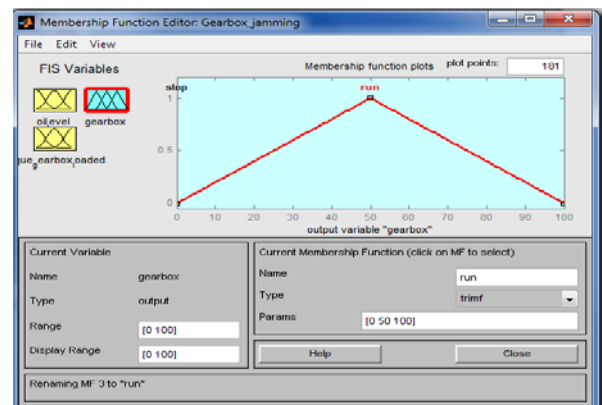 Membership Function Editor: Gearbox_jamming
File Edit View
FIS Variables
Membership function plots
plot points:
181
oilLevel
gearbox
que_gearbox_loaded
stop
run
1
0.5
0
0 10 20 30 40 50 60 70 80 90 100
output variable "gearbox"
Current Variable
Name gearbox
Type output
Range [0 100]
Display Range [0 100]
Current Membership Function (click on MF to select)
Name run
Type trimf
Params [0 50 100]
Help Close
Renaming MF 3 to "run"